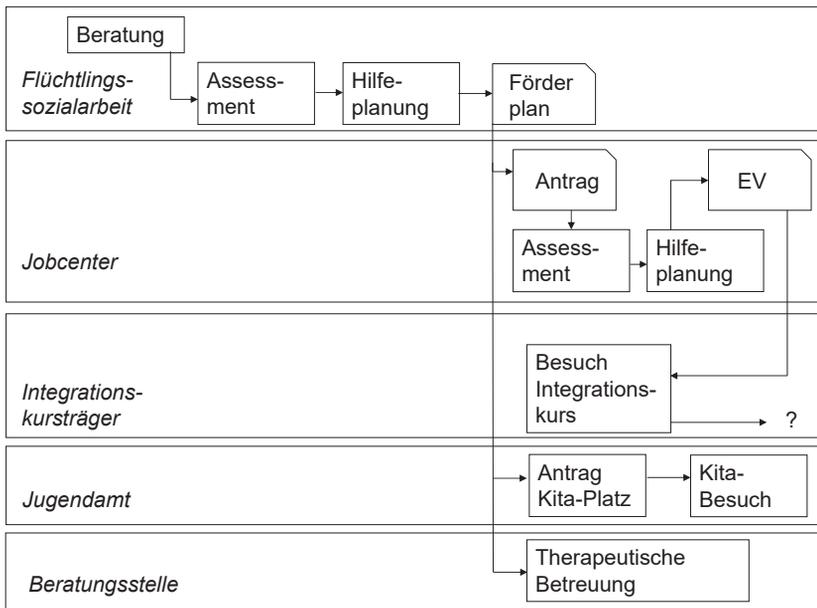 Beratung
Flüchtlings-
sozialarbeit
Assess-
ment
Hilfe-
planung
Förder
plan
Jobcenter
Antrag
EV
Assess-
ment
Hilfe-
planung
Integrations-
kursträger
Besuch
Integrations-
kurs
?
Jugendamt
Antrag
Kita-Platz
Kita-
Besuch
Beratungsstelle
Therapeutische
Betreuung